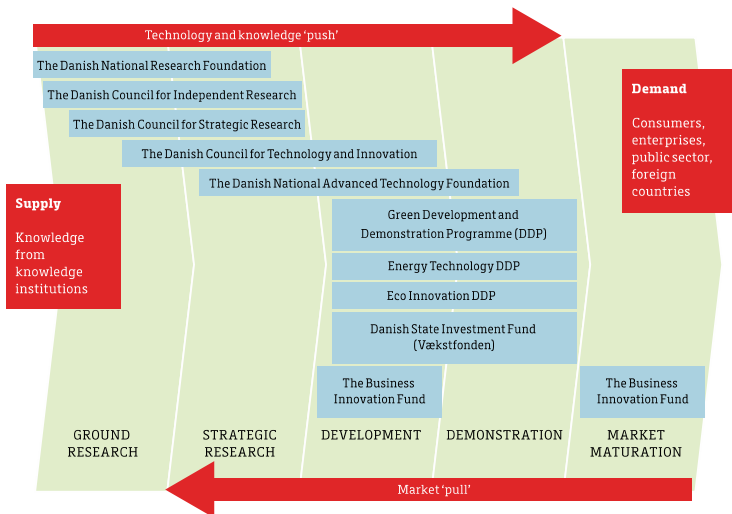 Technology and knowledge ‘push’
The Danish National Research Foundation
The Danish Council for Independent Research
The Danish Council for Strategic Research
The Danish Council for Technology and Innovation
The Danish National Advanced Technology Foundation
Green Development and
Demonstration Programme (DDP)
Energy Technology DDP
Eco Innovation DDP
Danish State Investment Fund
(Vækstfonden)
The Business
Innovation Fund
The Business
Innovation Fund
Supply
Knowledge
from
knowledge
institutions
Demand
Consumers,
enterprises,
public sector,
foreign
countries
GROUND
RESEARCH
STRATEGIC
RESEARCH
DEVELOPMENT
DEMONSTRATION
MARKET
MATURATION
Market ‘pull’